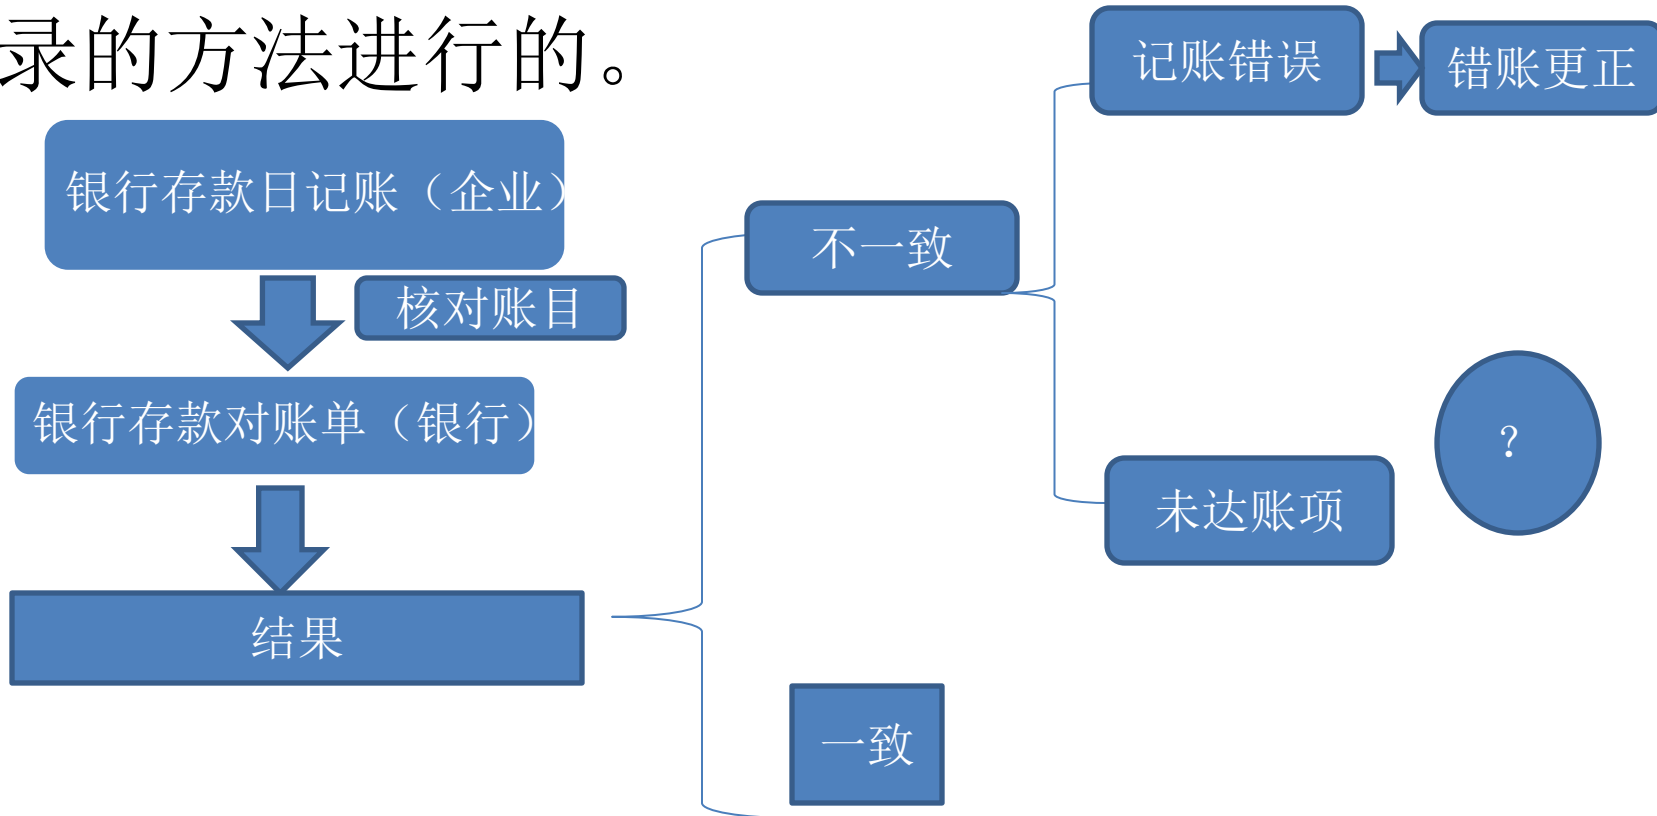 录的方法进行的。
银行存款日记账（企业）
核对账目
银行存款对账单（银行）
结果
不一致
一致
记账错误
错账更正
未达账项
？